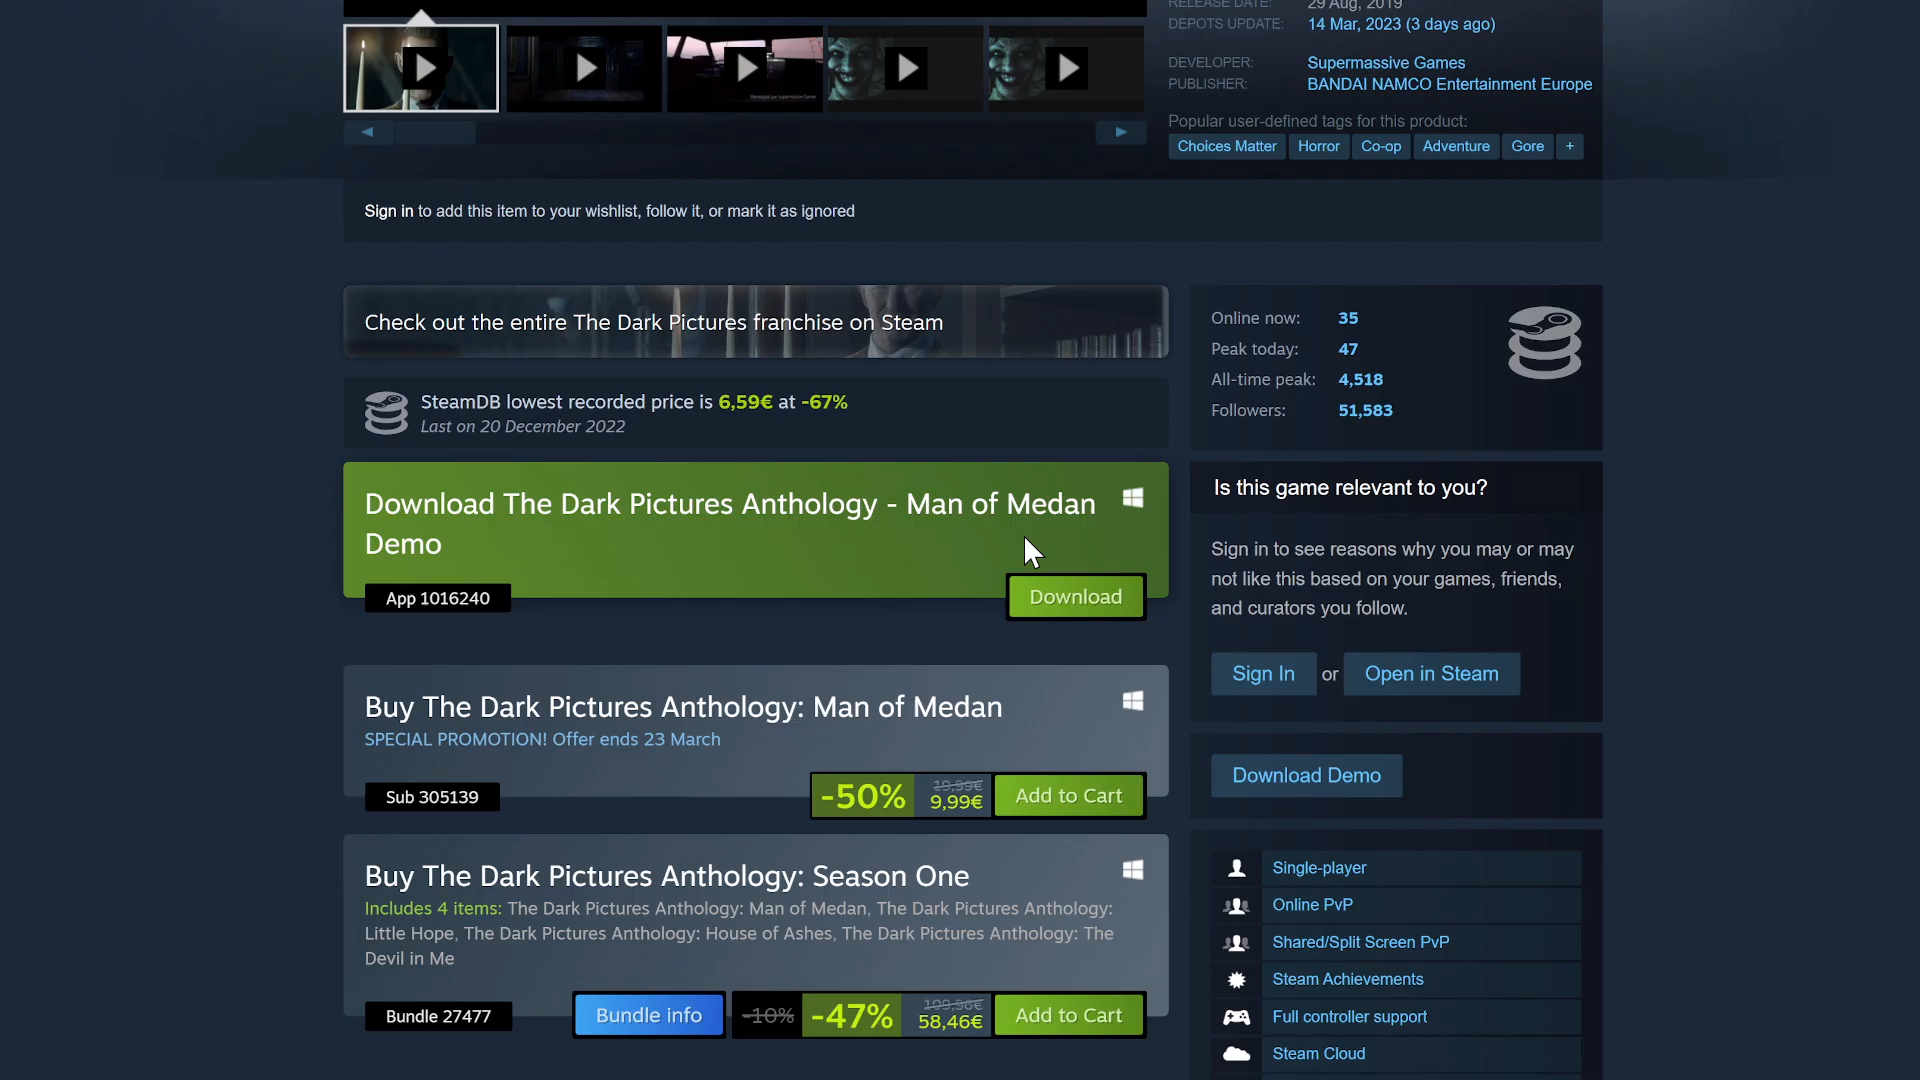 RELEASE DATE: 29 Aug, 2019
DEPOTS UPDATE: 14 Mar, 2023 (3 days ago)
DEVELOPER: Supermassive Games
PUBLISHER: BANDAI NAMCO Entertainment Europe
Popular user-defined tags for this product:
Choices Matter Horror Co-op Adventure Gore +
Sign in to add this item to your wishlist, follow it, or mark it as ignored
Check out the entire The Dark Pictures franchise on Steam
SteamDB lowest recorded price is 6,59€ at -67%
Last on 20 December 2022
Download The Dark Pictures Anthology - Man of Medan
Demo
App 1016240
Download
Buy The Dark Pictures Anthology: Man of Medan
SPECIAL PROMOTION! Offer ends 23 March
Sub 305139
-50%
19,99€
9,99€
Add to Cart
Buy The Dark Pictures Anthology: Season One
Includes 4 items: The Dark Pictures Anthology: Man of Medan, The Dark Pictures Anthology:
Little Hope, The Dark Pictures Anthology: House of Ashes, The Dark Pictures Anthology: The
Devil in Me
Bundle 27477
Bundle info
-10%
-47%
109,96€
58,46€
Add to Cart
Online now: 35
Peak today: 47
All-time peak: 4,518
Followers: 51,583
Is this game relevant to you?
Sign in to see reasons why you may or may
not like this based on your games, friends,
and curators you follow.
Sign In or Open in Steam
Download Demo
Single-player
Online PvP
Shared/Split Screen PvP
Steam Achievements
Full controller support
Steam Cloud